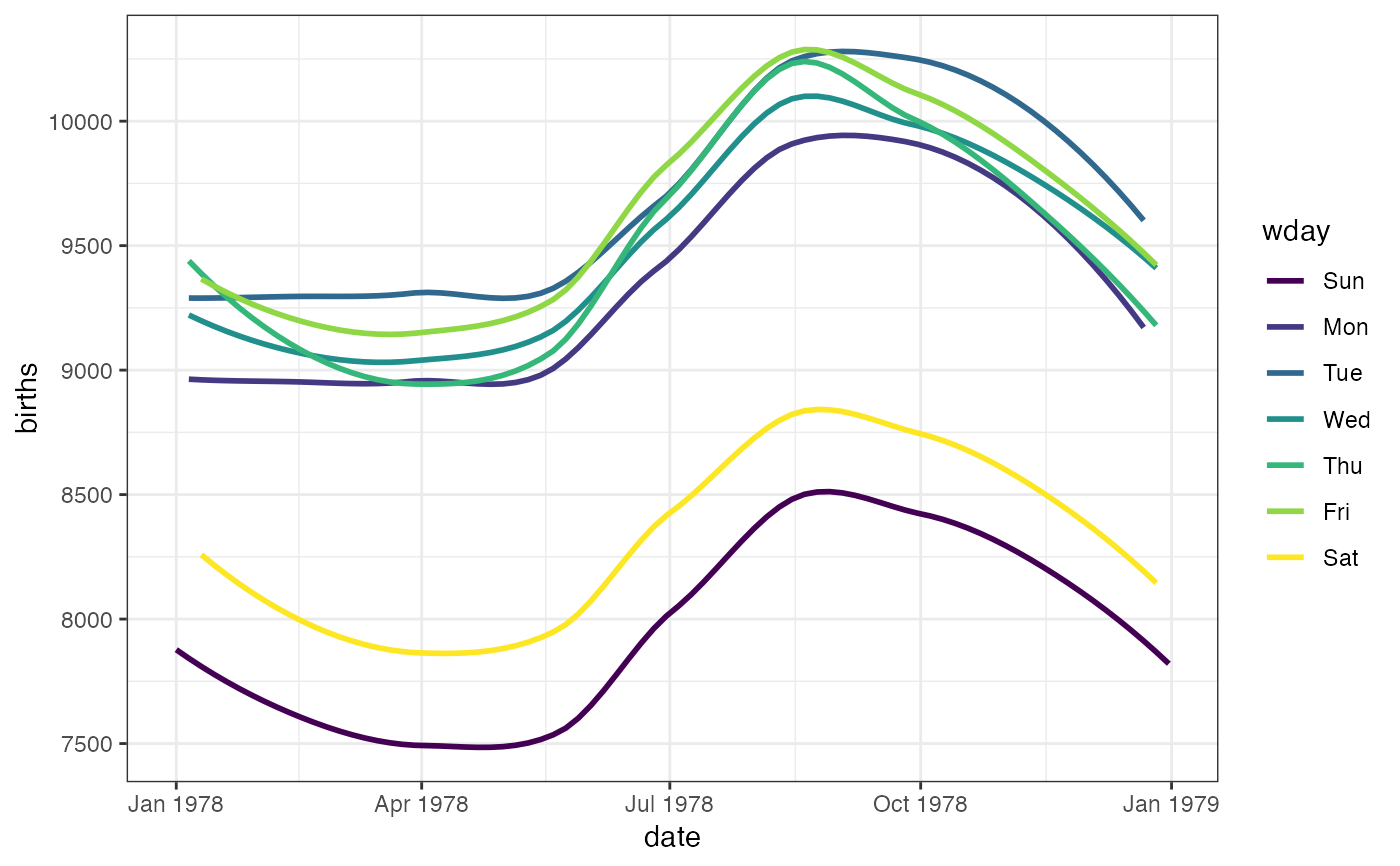 births
10000
9500
9000
8500
8000
7500
Jan 1978
Apr 1978
Jul 1978
Oct 1978
Jan 1979
date
wday
Sun
Mon
Tue
Wed
Thu
Fri
Sat